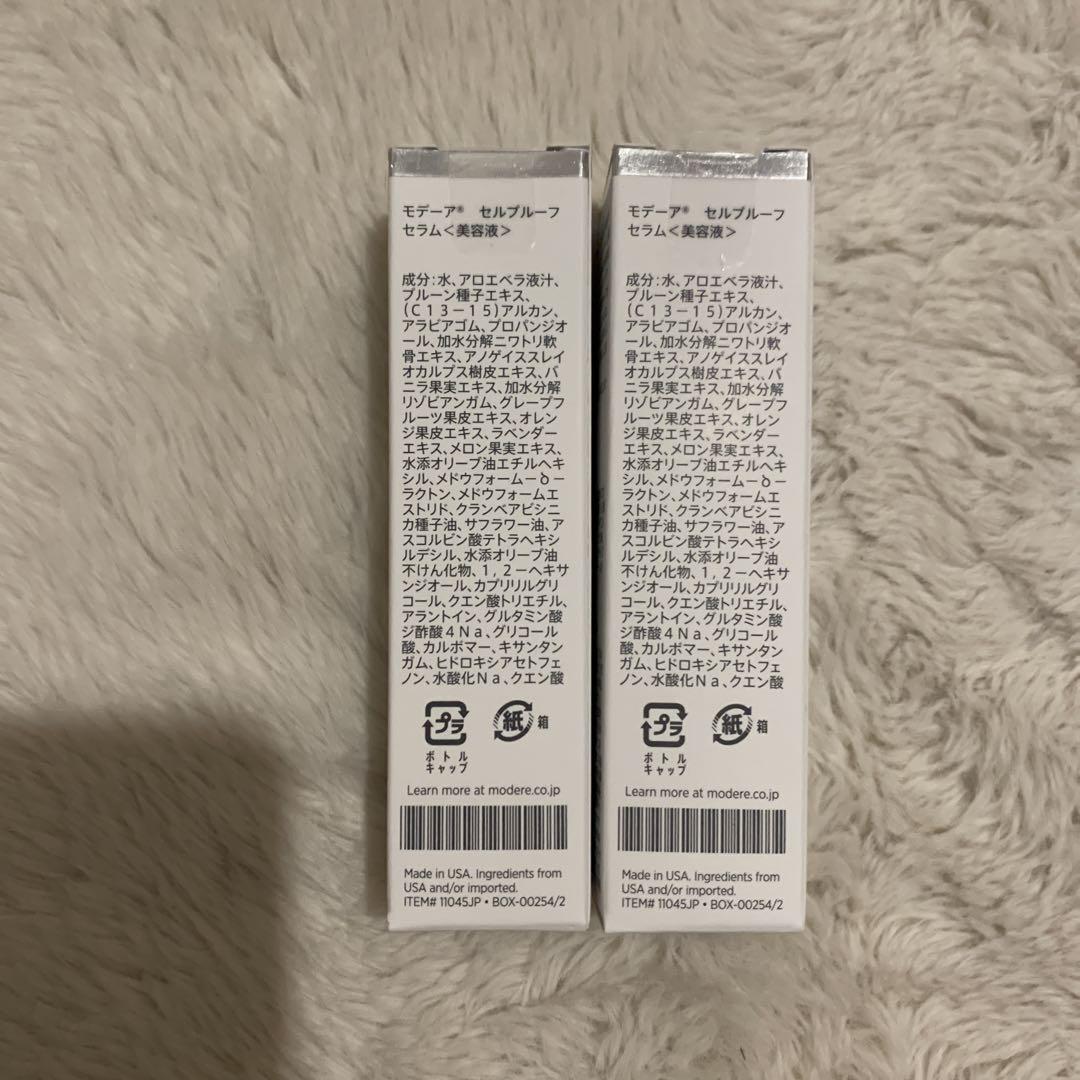 モデーア® セルプルーフ
セラム＜美容液＞
成分：水、アロエベラ液汁、
プルーン種子エキス、
（C13－15）アルカン、
アラビアゴム、プロパンジオ
ール、加水分解ニワトリ軟
骨エキス、アノゲイススレイ
オカルプス樹皮エキス、バ
ニラ果実エキス、加水分解
リゾビアンガム、グレープフ
ルーツ果皮エキス、オレン
ジ果皮エキス、ラベンダー
エキス、メロン果実エキス、
水添オリーブ油エチルヘキ
シル、メドウフォーム－δ－
ラクトン、メドウフォームエ
ストリド、クランベアビシニ
カ種子油、サフラワー油、ア
スコルビン酸テトラヘキシ
ルデシル、水添オリーブ油
不けん化物、1，2－ヘキサ
ンジオール、カプリリルグリ
コール、クエン酸トリエチル、
アラントイン、グルタミン酸
ジ酢酸4Na、グリコール
酸、カルボマー、キサンタン
ガム、ヒドロキシアセトフェ
ノン、水酸化Na、クエン酸
プラ
ボトル
キャップ
紙 箱
Learn more at modere.co.jp
Made in USA. Ingredients from
USA and/or imported.
ITEM# 11045JP • BOX-00254/2
モデーア® セルプルーフ
セラム＜美容液＞
成分：水、アロエベラ液汁、
プルーン種子エキス、
（C13－15）アルカン、
アラビアゴム、プロパンジオ
ール、加水分解ニワトリ軟
骨エキス、アノゲイススレイ
オカルプス樹皮エキス、バ
ニラ果実エキス、加水分解
リゾビアンガム、グレープフ
ルーツ果皮エキス、オレン
ジ果皮エキス、ラベンダー
エキス、メロン果実エキス、
水添オリーブ油エチルヘキ
シル、メドウフォーム－δ－
ラクトン、メドウフォームエ
ストリド、クランベアビシニ
カ種子油、サフラワー油、ア
スコルビン酸テトラヘキシ
ルデシル、水添オリーブ油
不けん化物、1，2－ヘキサ
ンジオール、カプリリルグリ
コール、クエン酸トリエチル、
アラントイン、グルタミン酸
ジ酢酸4Na、グリコール
酸、カルボマー、キサンタン
ガム、ヒドロキシアセトフェ
ノン、水酸化Na、クエン酸
プラ
ボトル
キャップ
紙 箱
Learn more at modere.co.jp
Made in USA. Ingredients from
USA and/or imported.
ITEM# 11045JP • BOX-00254/2